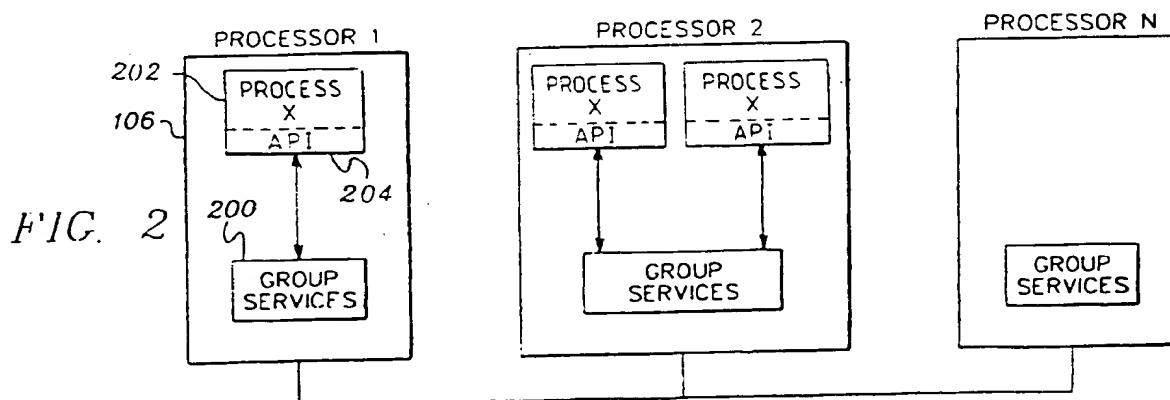 PROCESSOR 1
PROCESSOR 2
PROCESSOR N
202
106
PROCESS
X
API
204
200
GROUP
SERVICES
PROCESS
X
API
PROCESS
X
API
GROUP
SERVICES
GROUP
SERVICES
FIG. 2